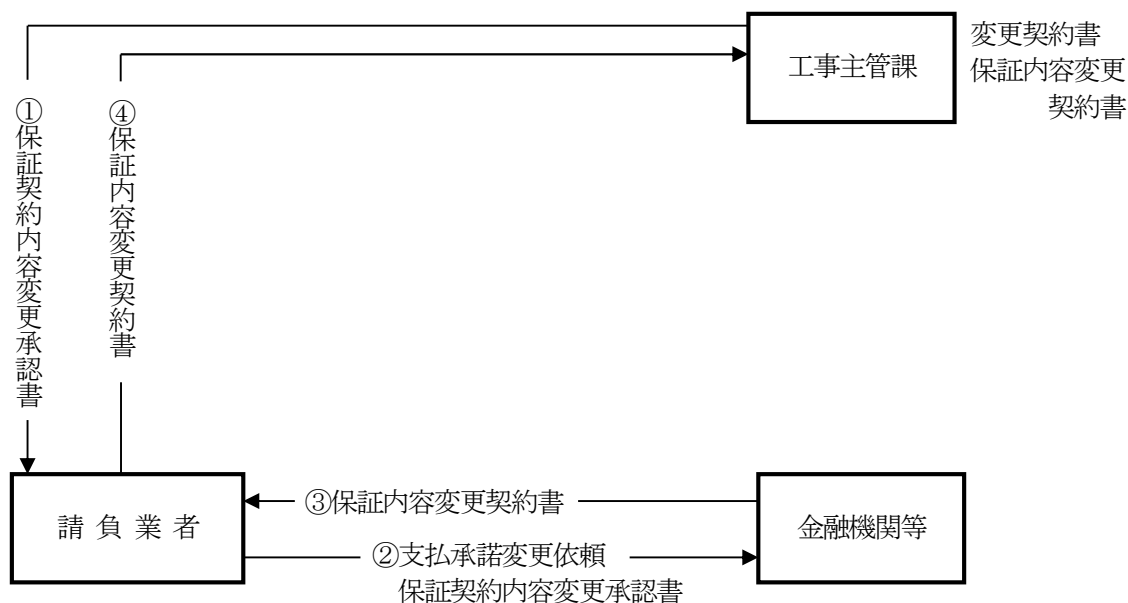 工事主管課
変更契約書
保証内容変更
契約書
①保証契約内容変更承認書
④保証内容変更契約書
請負業者
③保証内容変更契約書
②支払承諾変更依頼
保証契約内容変更承認書
金融機関等